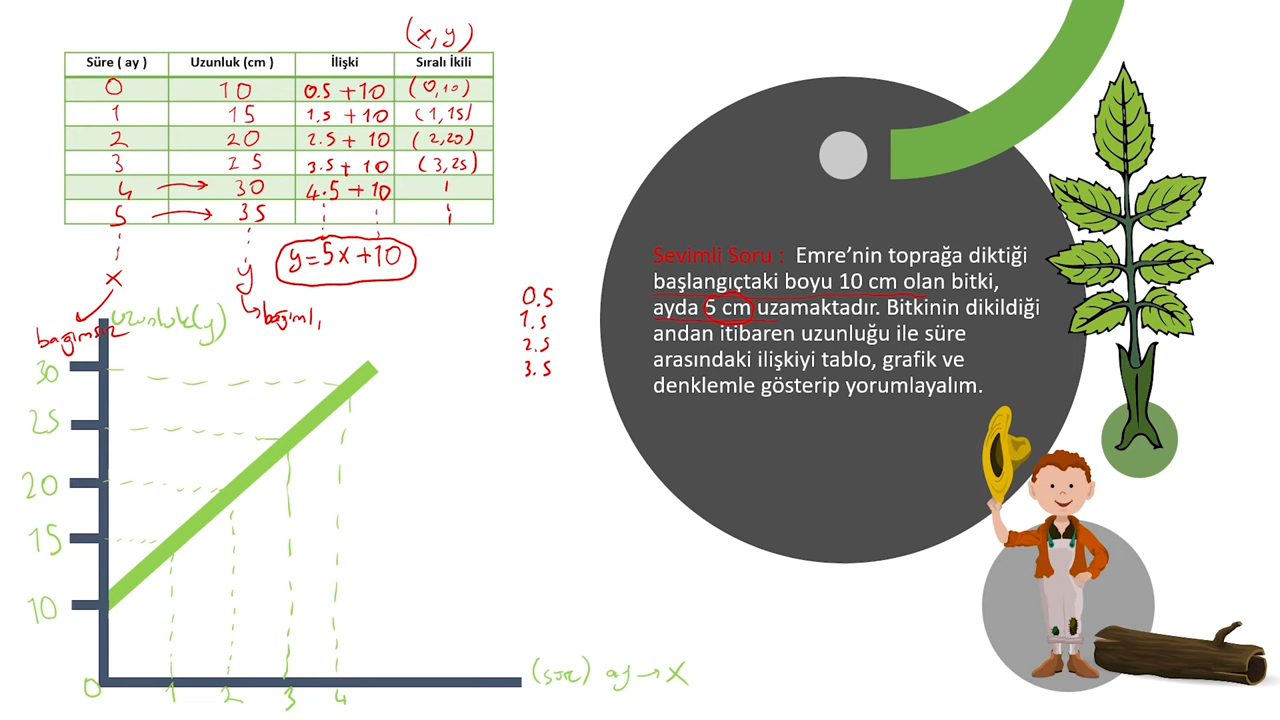 (x,y)
Süre ( ay ) Uzunluk (cm ) İlişki Sıralı İkili
0 10 0.5 +10 (0,10)
1 15 1.5 +10 (1,15)
2 20 2.5 + 10 (2,20)
3 25 3.5 + 10 (3,25)
4 30 4.5 +10
5 35
y=5x+10
x y
bağımsız bağımlı
uzunluk(y)
0.5
1.5
2.5
3.5
Sevimli Soru : Emre’nin toprağa diktiği
başlangıçtaki boyu 10 cm olan bitki,
ayda 5 cm uzamaktadır. Bitkinin dikildiği
andan itibaren uzunluğu ile süre
arasındaki ilişkiyi tablo, grafik ve
denklemle gösterip yorumlayalım.
30
25
20
15
10
0 1 2 3 4
(süre) ay → x